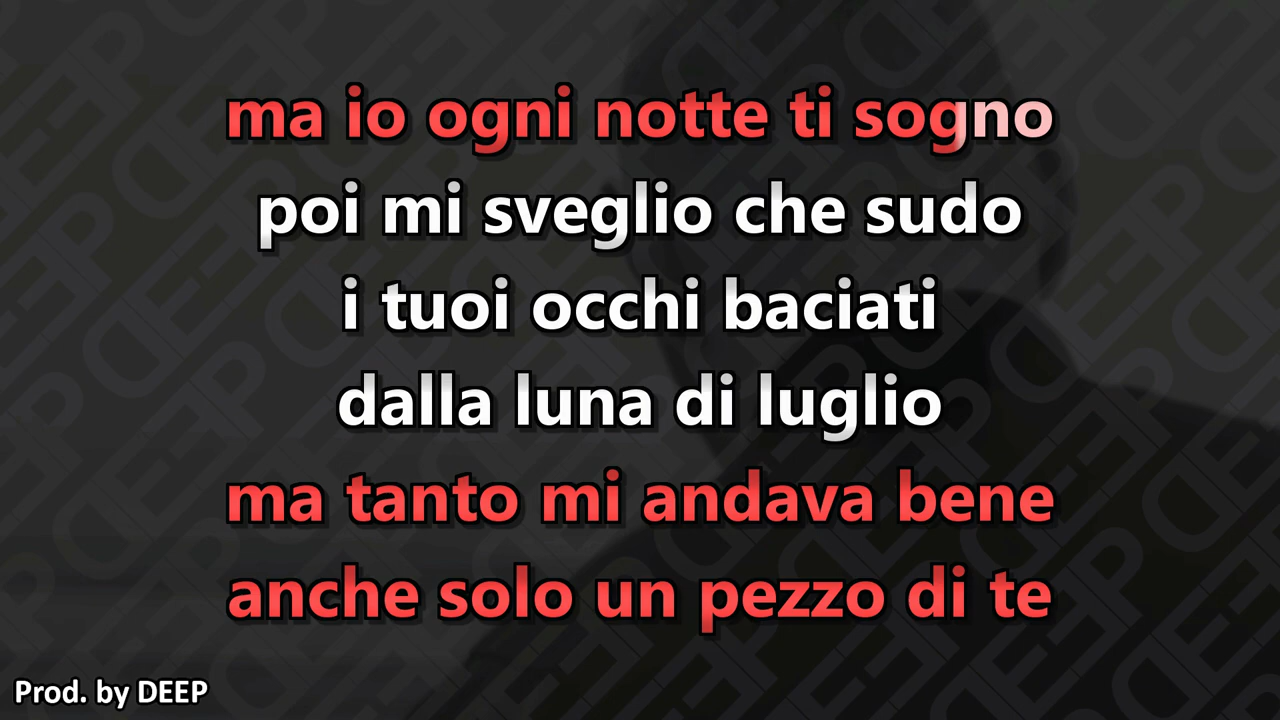 ma io ogni notte ti sogno
poi mi sveglio che sudo
i tuoi occhi baciati
dalla luna di luglio
ma tanto mi andava bene
anche solo un pezzo di te
Prod. by DEEP